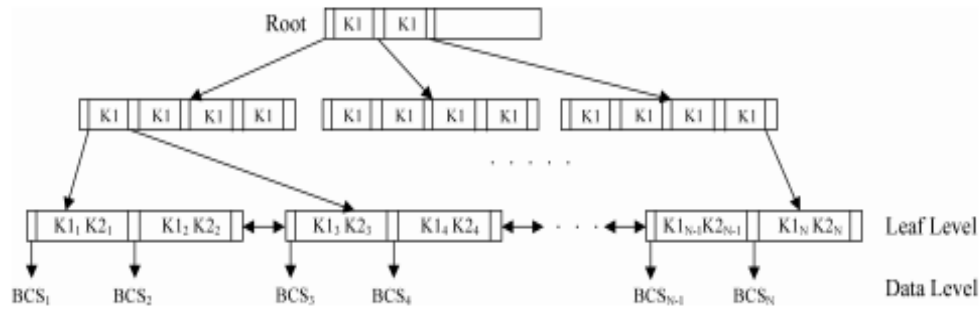 Root K1 K1
K1 K1 K1 K1 K1 K1 K1 K1 K1 K1 K1 K1
. . . . .
K1₁ K2₁ K1₂ K2₂ K1₃ K2₃ K1₄ K2₄ . . . K1N-1K2N-1 K1N K2N Leaf Level
BCS₁ BCS₂ BCS₃ BCS₄ BCSN-1 BCSN Data Level